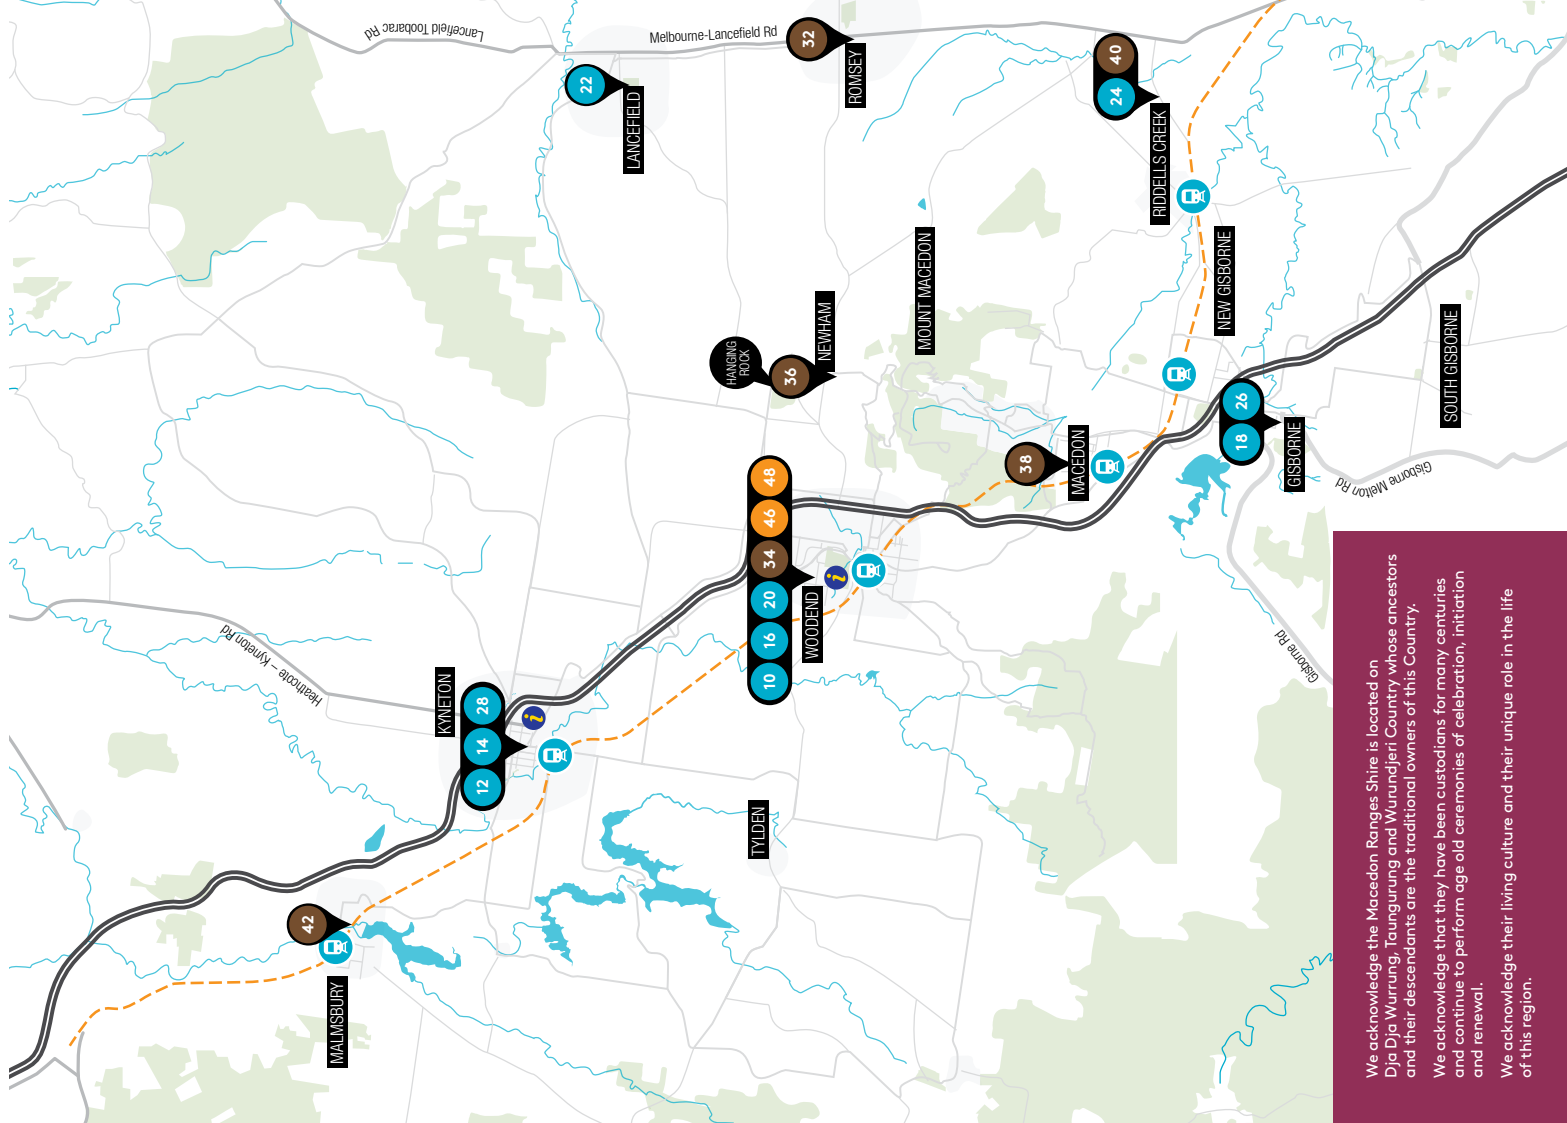 Lancefield Toobarac Rd
Melbourne-Lancefield Rd
32
ROMSEY
22
LANCEFIELD
24 40
RIDDELLS CREEK
HANGING
ROCK
36
NEWHAM
MOUNT MACEDON
NEW GISBORNE
SOUTH GISBORNE
38
MACEDON
18 26
GISBORNE
Gisborne Melton Rd
Gisborne Rd
10 16 20 34 46 48
WOODEND
i
Heathcote – Kyneton Rd
KYNETON
12 14 28
i
TYLDEN
42
MALMSBURY
We acknowledge the Macedon Ranges Shire is located on
Dja Dja Wurrung, Taungurung and Wurundjeri Country whose ancestors
and their descendants are the traditional owners of this Country.
We acknowledge that they have been custodians for many centuries
and continue to perform age old ceremonies of celebration, initiation
and renewal.
We acknowledge their living culture and their unique role in the life
of this region.